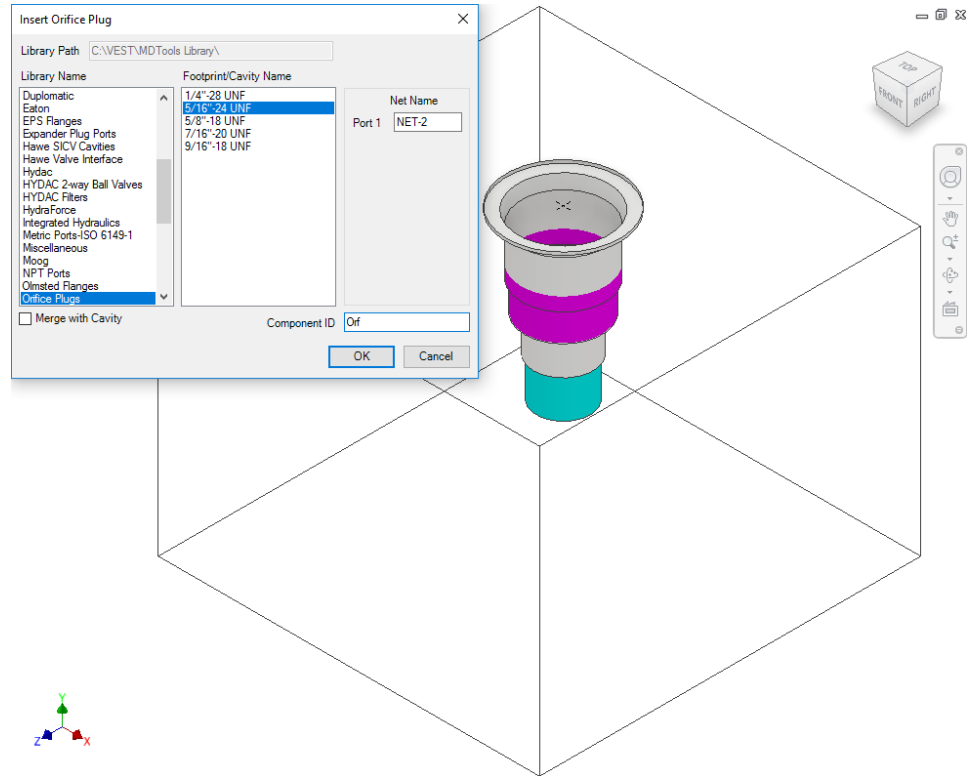 Insert Orifice Plug
Library Path C:\VEST\MDTools Library\
Library Name
Footprint/Cavity Name
Duplomatic
Eaton
EPS Flanges
Expander Plug Ports
Hawe SICV Cavities
Hawe Valve Interface
Hydac
HYDAC 2-way Ball Valves
HYDAC Filters
HydraForce
Integrated Hydraulics
Metric Ports-ISO 6149-1
Miscellaneous
Moog
NPT Ports
Olmsted Flanges
Orifice Plugs
1/4"-28 UNF
5/16"-24 UNF
5/8"-18 UNF
7/16"-20 UNF
9/16"-18 UNF
Net Name
Port 1 NET-2
Merge with Cavity
Component ID Orf
OK Cancel
TOP
FRONT RIGHT
Y
Z X